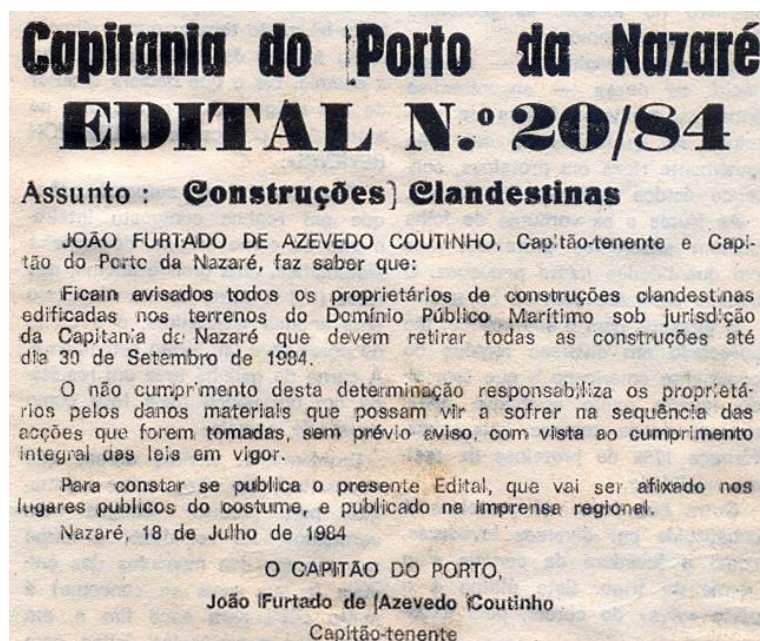 Capitania do Porto da Nazaré
EDITAL N.º 20/84
Assunto : Construções Clandestinas
JOÃO FURTADO DE AZEVEDO COUTINHO, Capitão-tenente e Capi-
tão do Porto da Nazaré, faz saber que:
Ficam avisados todos os proprietários de construções clandestinas
edificadas nos terrenos do Domínio Público Marítimo sob jurisdição
da Capitania da Nazaré que devem retirar todas as construções até
dia 30 de Setembro de 1984.
O não cumprimento desta determinação responsabiliza os proprietá-
rios pelos danos materiais que possam vir a sofrer na sequência das
acções que forem tomadas, sem prévio aviso, com vista ao cumprimento
integral das leis em vigor.
Para constar se publica o presente Edital, que vai ser afixado nos
lugares publicos do costume, e publicado na imprensa regional.
Nazaré, 18 de Julho de 1984
O CAPITÃO DO PORTO,
João Furtado de Azevedo Coutinho
Capitão-tenente